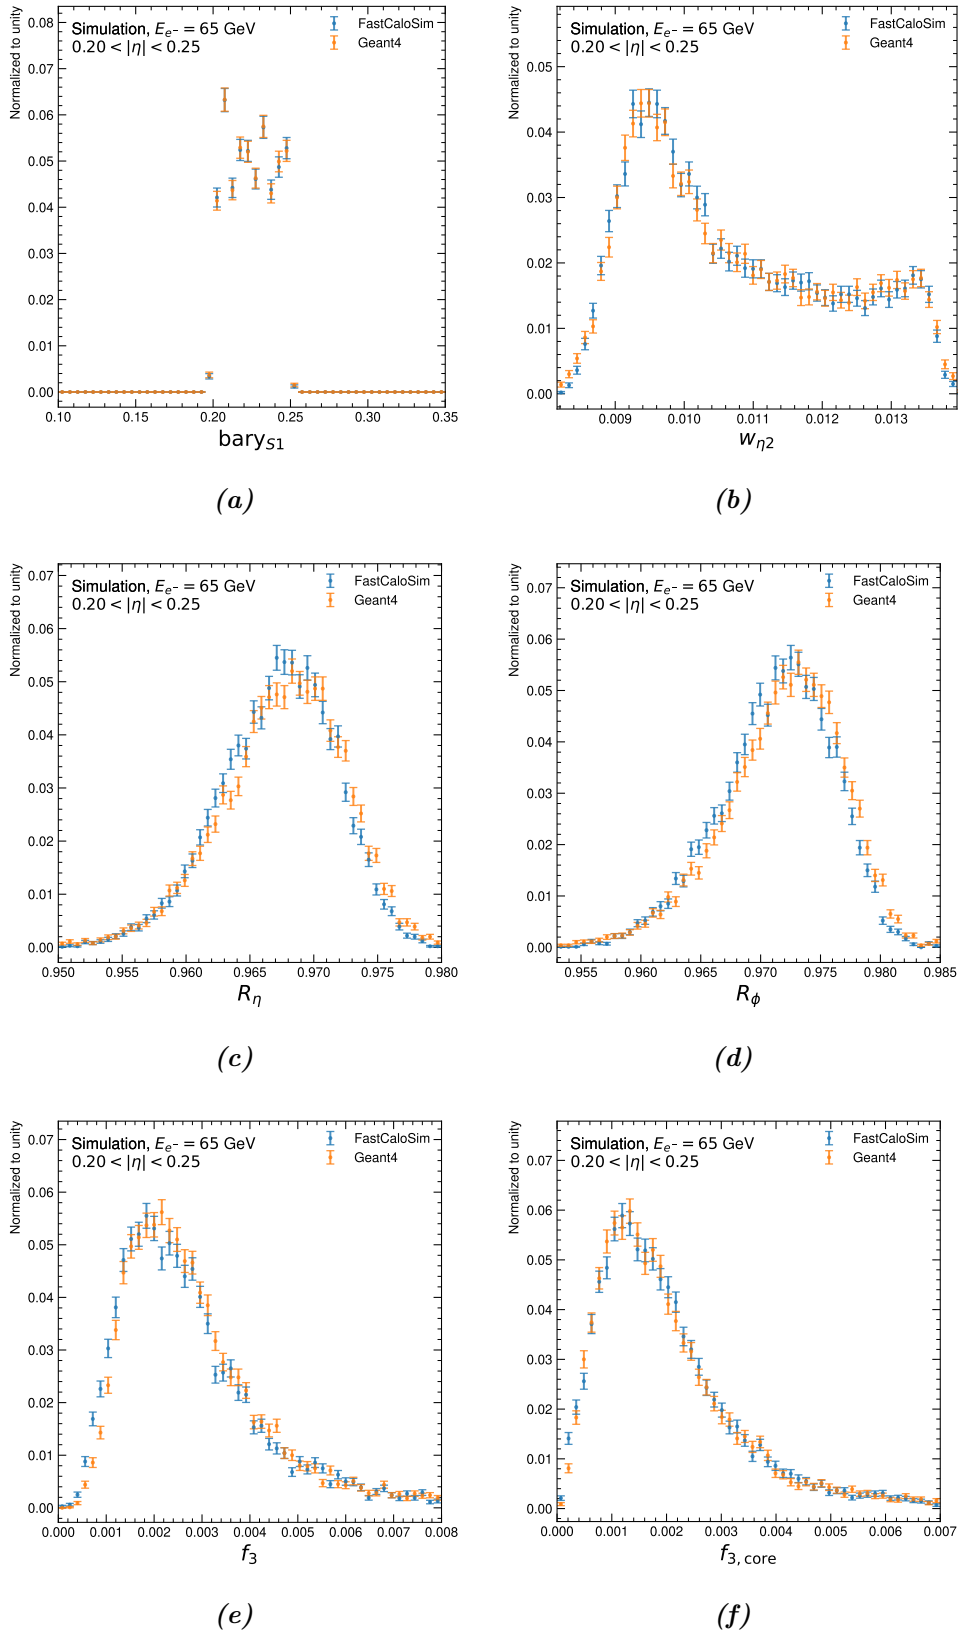 Simulation, E_e− = 65 GeV
0.20 < |η| < 0.25
FastCaloSim
Geant4
Normalized to unity
0.08
0.07
0.06
0.05
0.04
0.03
0.02
0.01
0.00
0.10 0.15 0.20 0.25 0.30 0.35
bary_S1
(a)
Simulation, E_e− = 65 GeV
0.20 < |η| < 0.25
FastCaloSim
Geant4
Normalized to unity
0.05
0.04
0.03
0.02
0.01
0.00
0.009 0.010 0.011 0.012 0.013
w_η2
(b)
Simulation, E_e− = 65 GeV
0.20 < |η| < 0.25
FastCaloSim
Geant4
Normalized to unity
0.07
0.06
0.05
0.04
0.03
0.02
0.01
0.00
0.950 0.955 0.960 0.965 0.970 0.975 0.980
R_η
(c)
Simulation, E_e− = 65 GeV
0.20 < |η| < 0.25
FastCaloSim
Geant4
Normalized to unity
0.07
0.06
0.05
0.04
0.03
0.02
0.01
0.00
0.955 0.960 0.965 0.970 0.975 0.980 0.985
R_ϕ
(d)
Simulation, E_e− = 65 GeV
0.20 < |η| < 0.25
FastCaloSim
Geant4
Normalized to unity
0.07
0.06
0.05
0.04
0.03
0.02
0.01
0.00
0.000 0.001 0.002 0.003 0.004 0.005 0.006 0.007 0.008
f_3
(e)
Simulation, E_e− = 65 GeV
0.20 < |η| < 0.25
FastCaloSim
Geant4
Normalized to unity
0.07
0.06
0.05
0.04
0.03
0.02
0.01
0.00
0.000 0.001 0.002 0.003 0.004 0.005 0.006 0.007
f_3, core
(f)